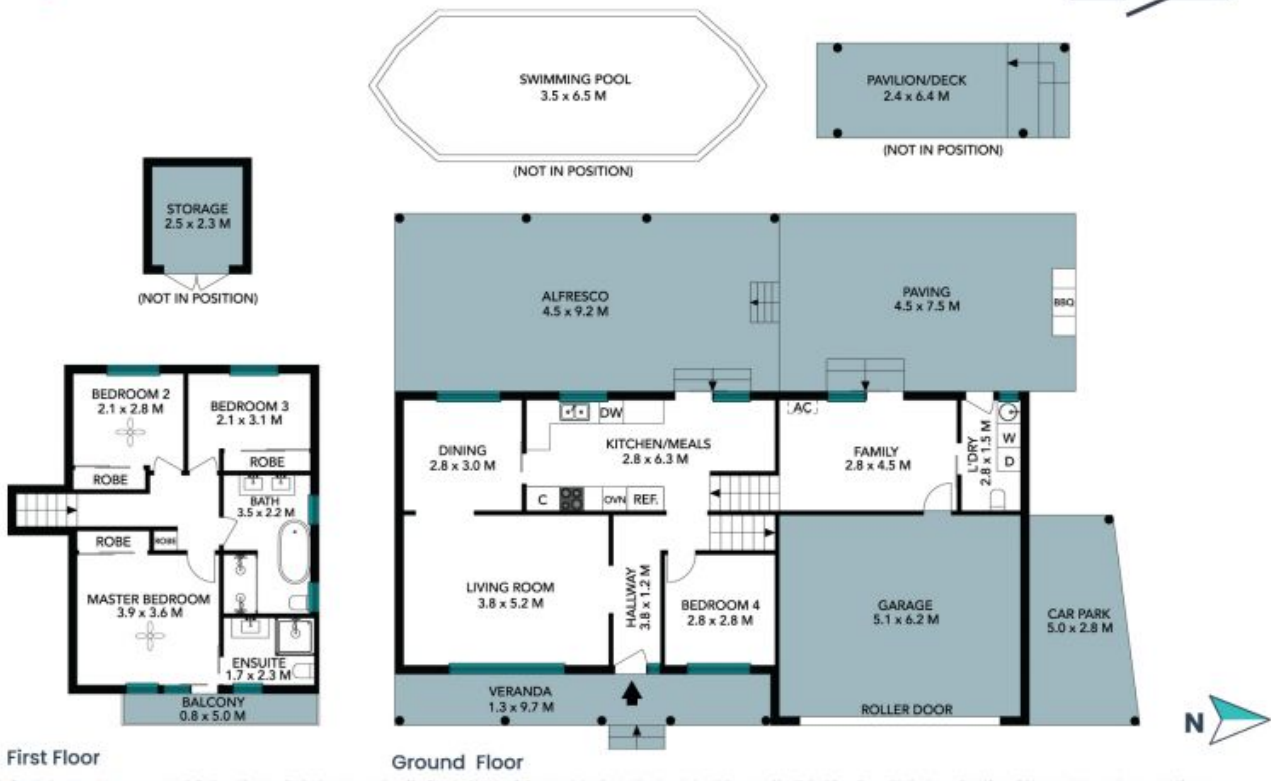 SWIMMING POOL
3.5 x 6.5 M
(NOT IN POSITION)
PAVILION/DECK
2.4 x 6.4 M
(NOT IN POSITION)
STORAGE
2.5 x 2.3 M
(NOT IN POSITION)
ALFRESCO
4.5 x 9.2 M
PAVING
4.5 x 7.5 M
BBQ
BEDROOM 2
2.1 x 2.8 M
ROBE
BEDROOM 3
2.1 x 3.1 M
ROBE
BATH
3.5 x 2.2 M
ROBE
ROBE
MASTER BEDROOM
3.9 x 3.6 M
ENSUITE
1.7 x 2.3 M
BALCONY
0.8 x 5.0 M
First Floor
DINING
2.8 x 3.0 M
DW
KITCHEN/MEALS
2.8 x 6.3 M
C
OVN
REF.
AC
FAMILY
2.8 x 4.5 M
L'DRY
2.8 x 1.5 M
W
D
LIVING ROOM
3.8 x 5.2 M
HALLWAY
3.8 x 1.2 M
BEDROOM 4
2.8 x 2.8 M
GARAGE
5.1 x 6.2 M
ROLLER DOOR
CAR PARK
5.0 x 2.8 M
VERANDA
1.3 x 9.7 M
N
Ground Floor